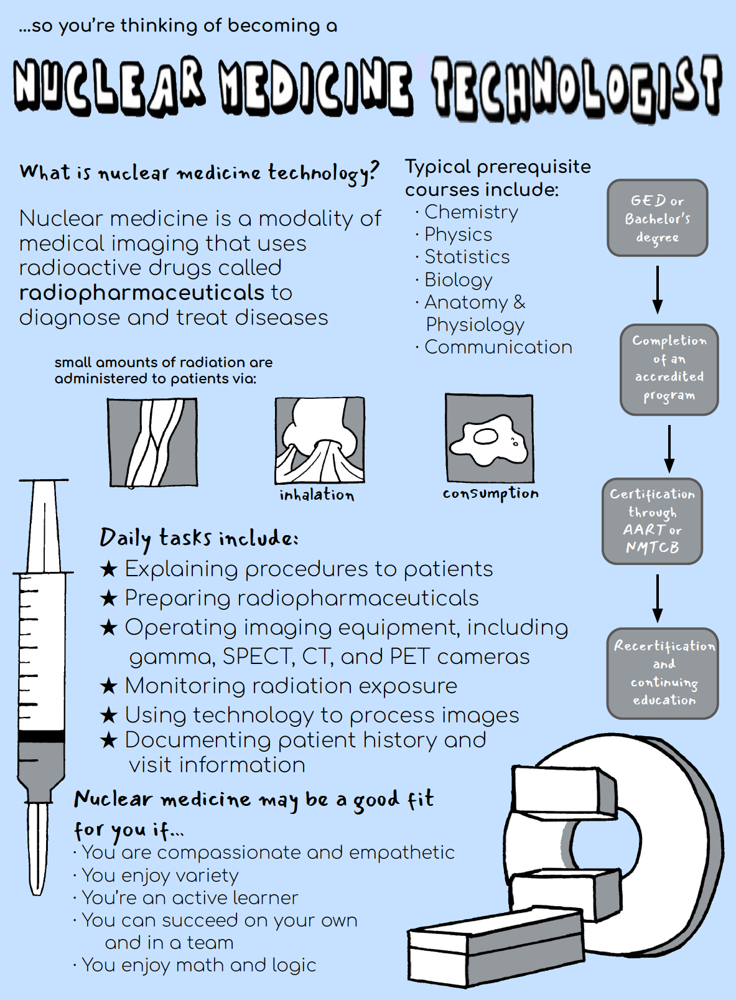 ...so you're thinking of becoming a
NUCLEAR MEDICINE TECHNOLOGIST
What is nuclear medicine technology?
Nuclear medicine is a modality of
medical imaging that uses
radioactive drugs called
radiopharmaceuticals to
diagnose and treat diseases
small amounts of radiation are
administered to patients via:
inhalation
consumption
Typical prerequisite
courses include:
· Chemistry
· Physics
· Statistics
· Biology
· Anatomy &
Physiology
· Communication
GED or
Bachelor's
degree
Completion
of an
accredited
program
Certification
through
AART or
NMTCB
Recertification
and
continuing
education
Daily tasks include:
★ Explaining procedures to patients
★ Preparing radiopharmaceuticals
★ Operating imaging equipment, including
gamma, SPECT, CT, and PET cameras
★ Monitoring radiation exposure
★ Using technology to process images
★ Documenting patient history and
visit information
Nuclear medicine may be a good fit
for you if...
· You are compassionate and empathetic
· You enjoy variety
· You're an active learner
· You can succeed on your own
and in a team
· You enjoy math and logic